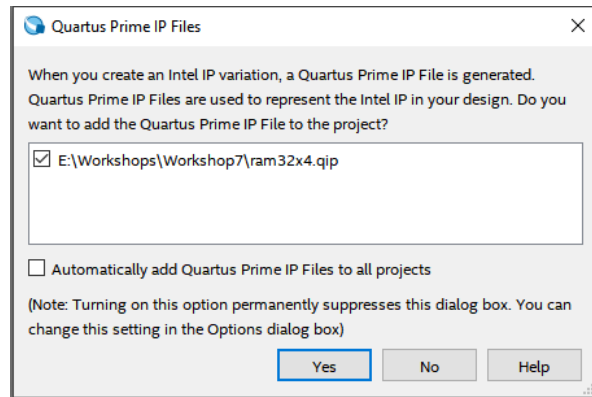 Quartus Prime IP Files
When you create an Intel IP variation, a Quartus Prime IP File is generated.
Quartus Prime IP Files are used to represent the Intel IP in your design. Do you
want to add the Quartus Prime IP File to the project?
E:\Workshops\Workshop7\ram32x4.qip
Automatically add Quartus Prime IP Files to all projects
(Note: Turning on this option permanently suppresses this dialog box. You can
change this setting in the Options dialog box)
Yes No Help